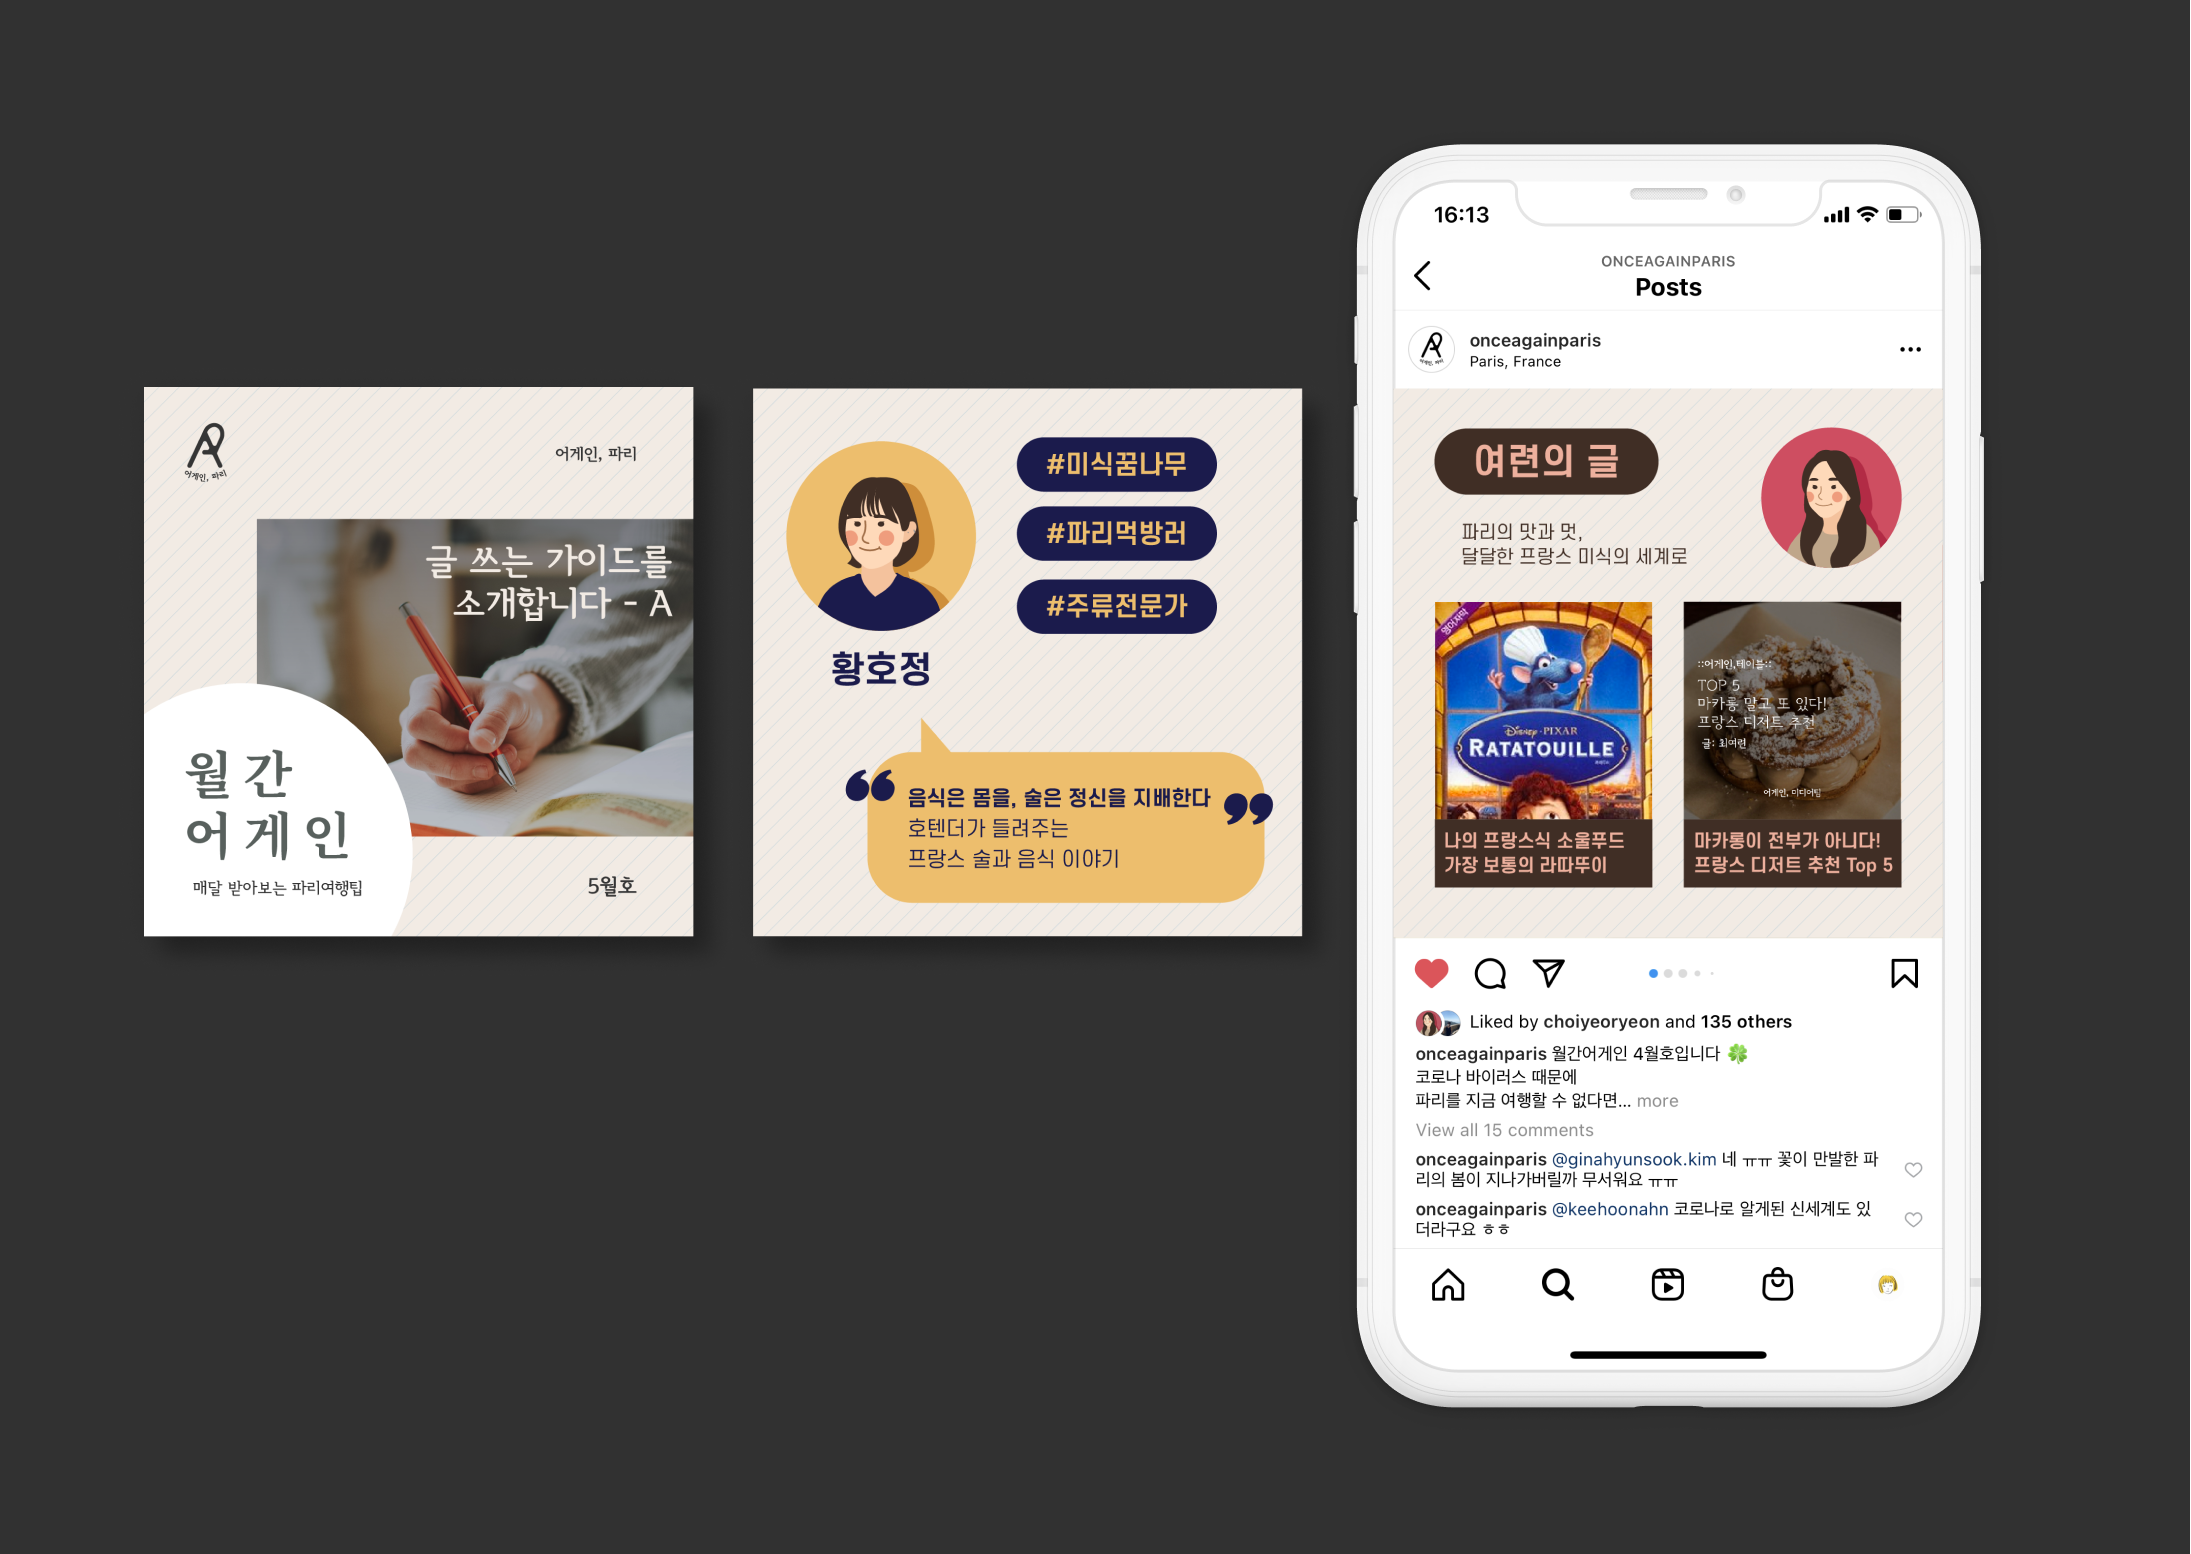 어게인, 파리
어게인, 파리
글 쓰는 가이드를
소개합니다 - A
월간
어게인
매달 받아보는 파리여행팁
5월호
#미식꿈나무
#파리먹방러
#주류전문가
황호정
“음식은 몸을, 술은 정신을 지배한다”
호텐더가 들려주는
프랑스 술과 음식 이야기
16:13
ONCEAGAINPARIS
Posts
어게인, 파리
onceagainparis
Paris, France
여련의 글
파리의 맛과 멋,
달달한 프랑스 미식의 세계로
영어자막
DISNEY·PIXAR
RATATOUILLE
나의 프랑스식 소울푸드
가장 보통의 라따뚜이
::어게인,테이블::
TOP 5
마카롱 말고 또 있다!
프랑스 디저트 추천
글: 최여련
어게인, 미디어팀
마카롱이 전부가 아니다!
프랑스 디저트 추천 Top 5
Liked by choiyeoryeon and 135 others
onceagainparis 월간어게인 4월호입니다 🍀
코로나 바이러스 때문에
파리를 지금 여행할 수 없다면... more
View all 15 comments
onceagainparis @ginahyunsook.kim 네 ㅠㅠ 꽃이 만발한 파
리의 봄이 지나가버릴까 무서워요 ㅠㅠ
onceagainparis @keehoonahn 코로나로 알게된 신세계도 있
더라구요 ㅎㅎ